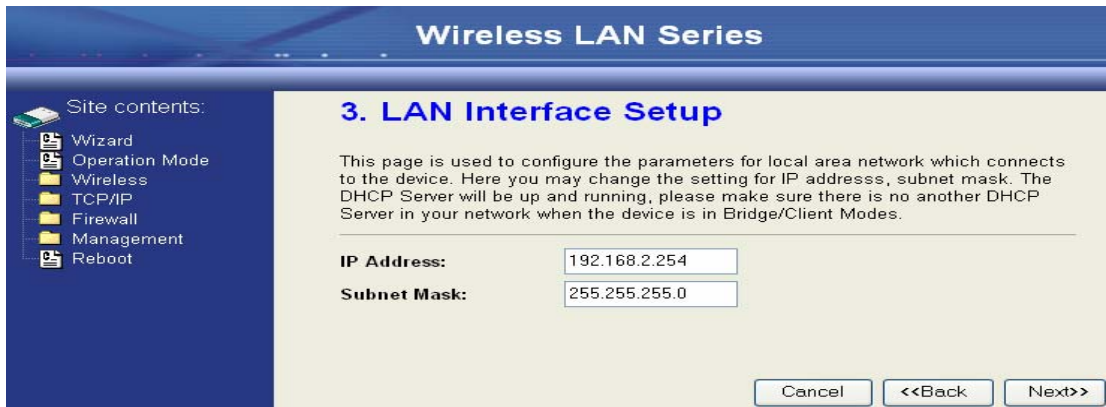 Wireless LAN Series
Site contents:
Wizard
Operation Mode
Wireless
TCP/IP
Firewall
Management
Reboot
3. LAN Interface Setup
This page is used to configure the parameters for local area network which connects
to the device. Here you may change the setting for IP addresss, subnet mask. The
DHCP Server will be up and running, please make sure there is no another DHCP
Server in your network when the device is in Bridge/Client Modes.
IP Address:
192.168.2.254
Subnet Mask:
255.255.255.0
Cancel
<<Back
Next>>